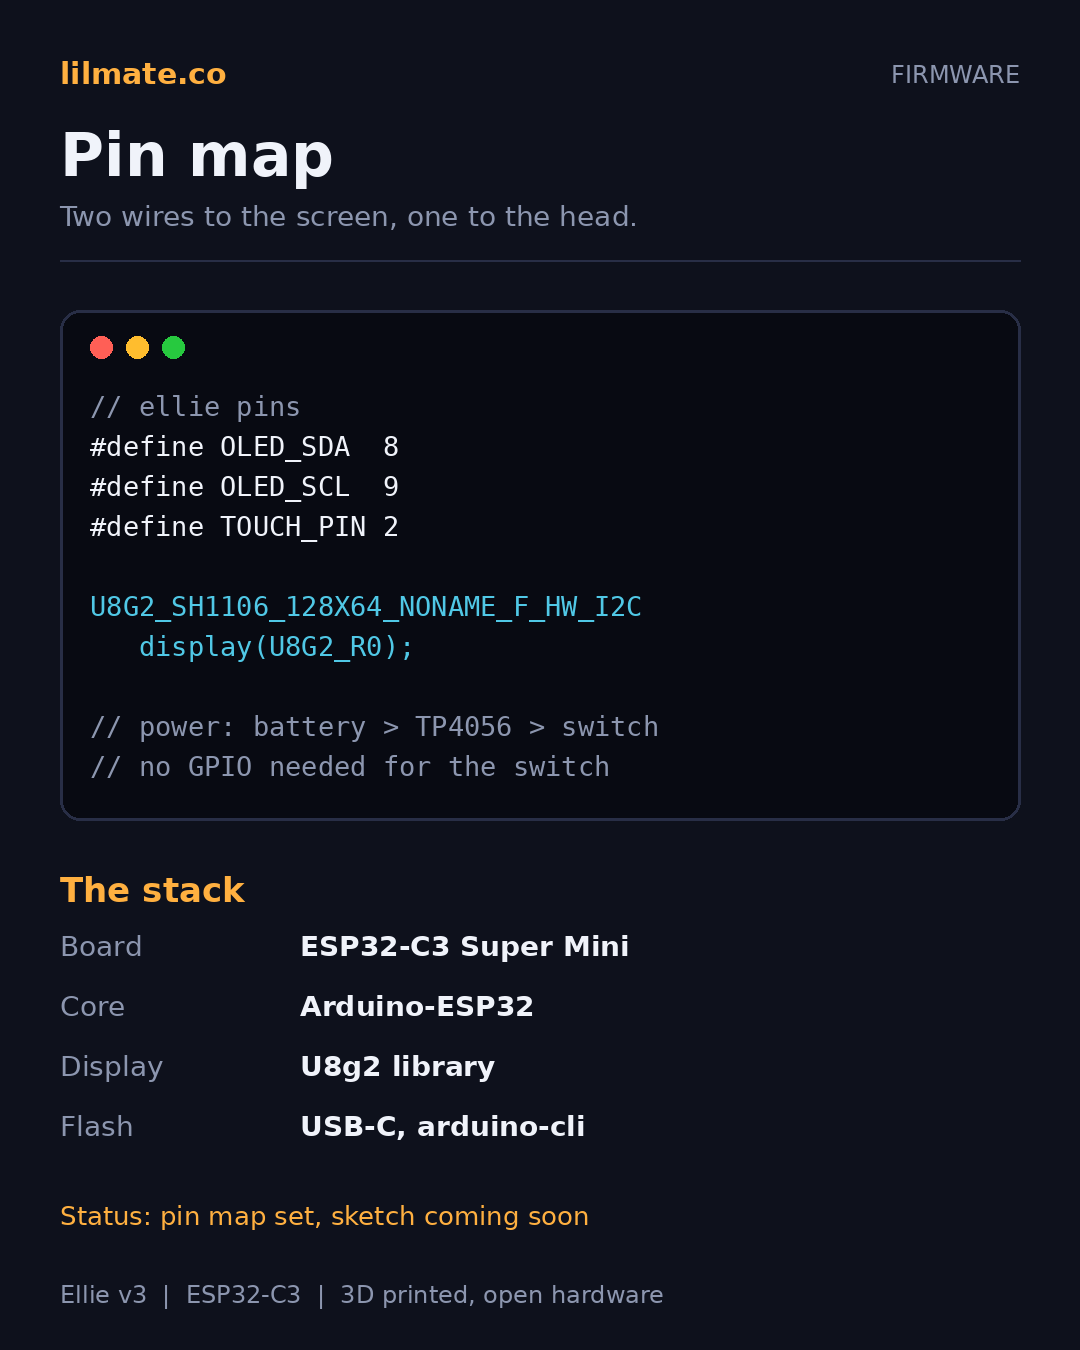 lilmate.co
FIRMWARE
Pin map
Two wires to the screen, one to the head.
// ellie pins
#define OLED_SDA  8
#define OLED_SCL  9
#define TOUCH_PIN 2
U8G2_SH1106_128X64_NONAME_F_HW_I2C
   display(U8G2_R0);
// power: battery > TP4056 > switch
// no GPIO needed for the switch
The stack
Board ESP32-C3 Super Mini
Core Arduino-ESP32
Display U8g2 library
Flash USB-C, arduino-cli
Status: pin map set, sketch coming soon
Ellie v3 | ESP32-C3 | 3D printed, open hardware